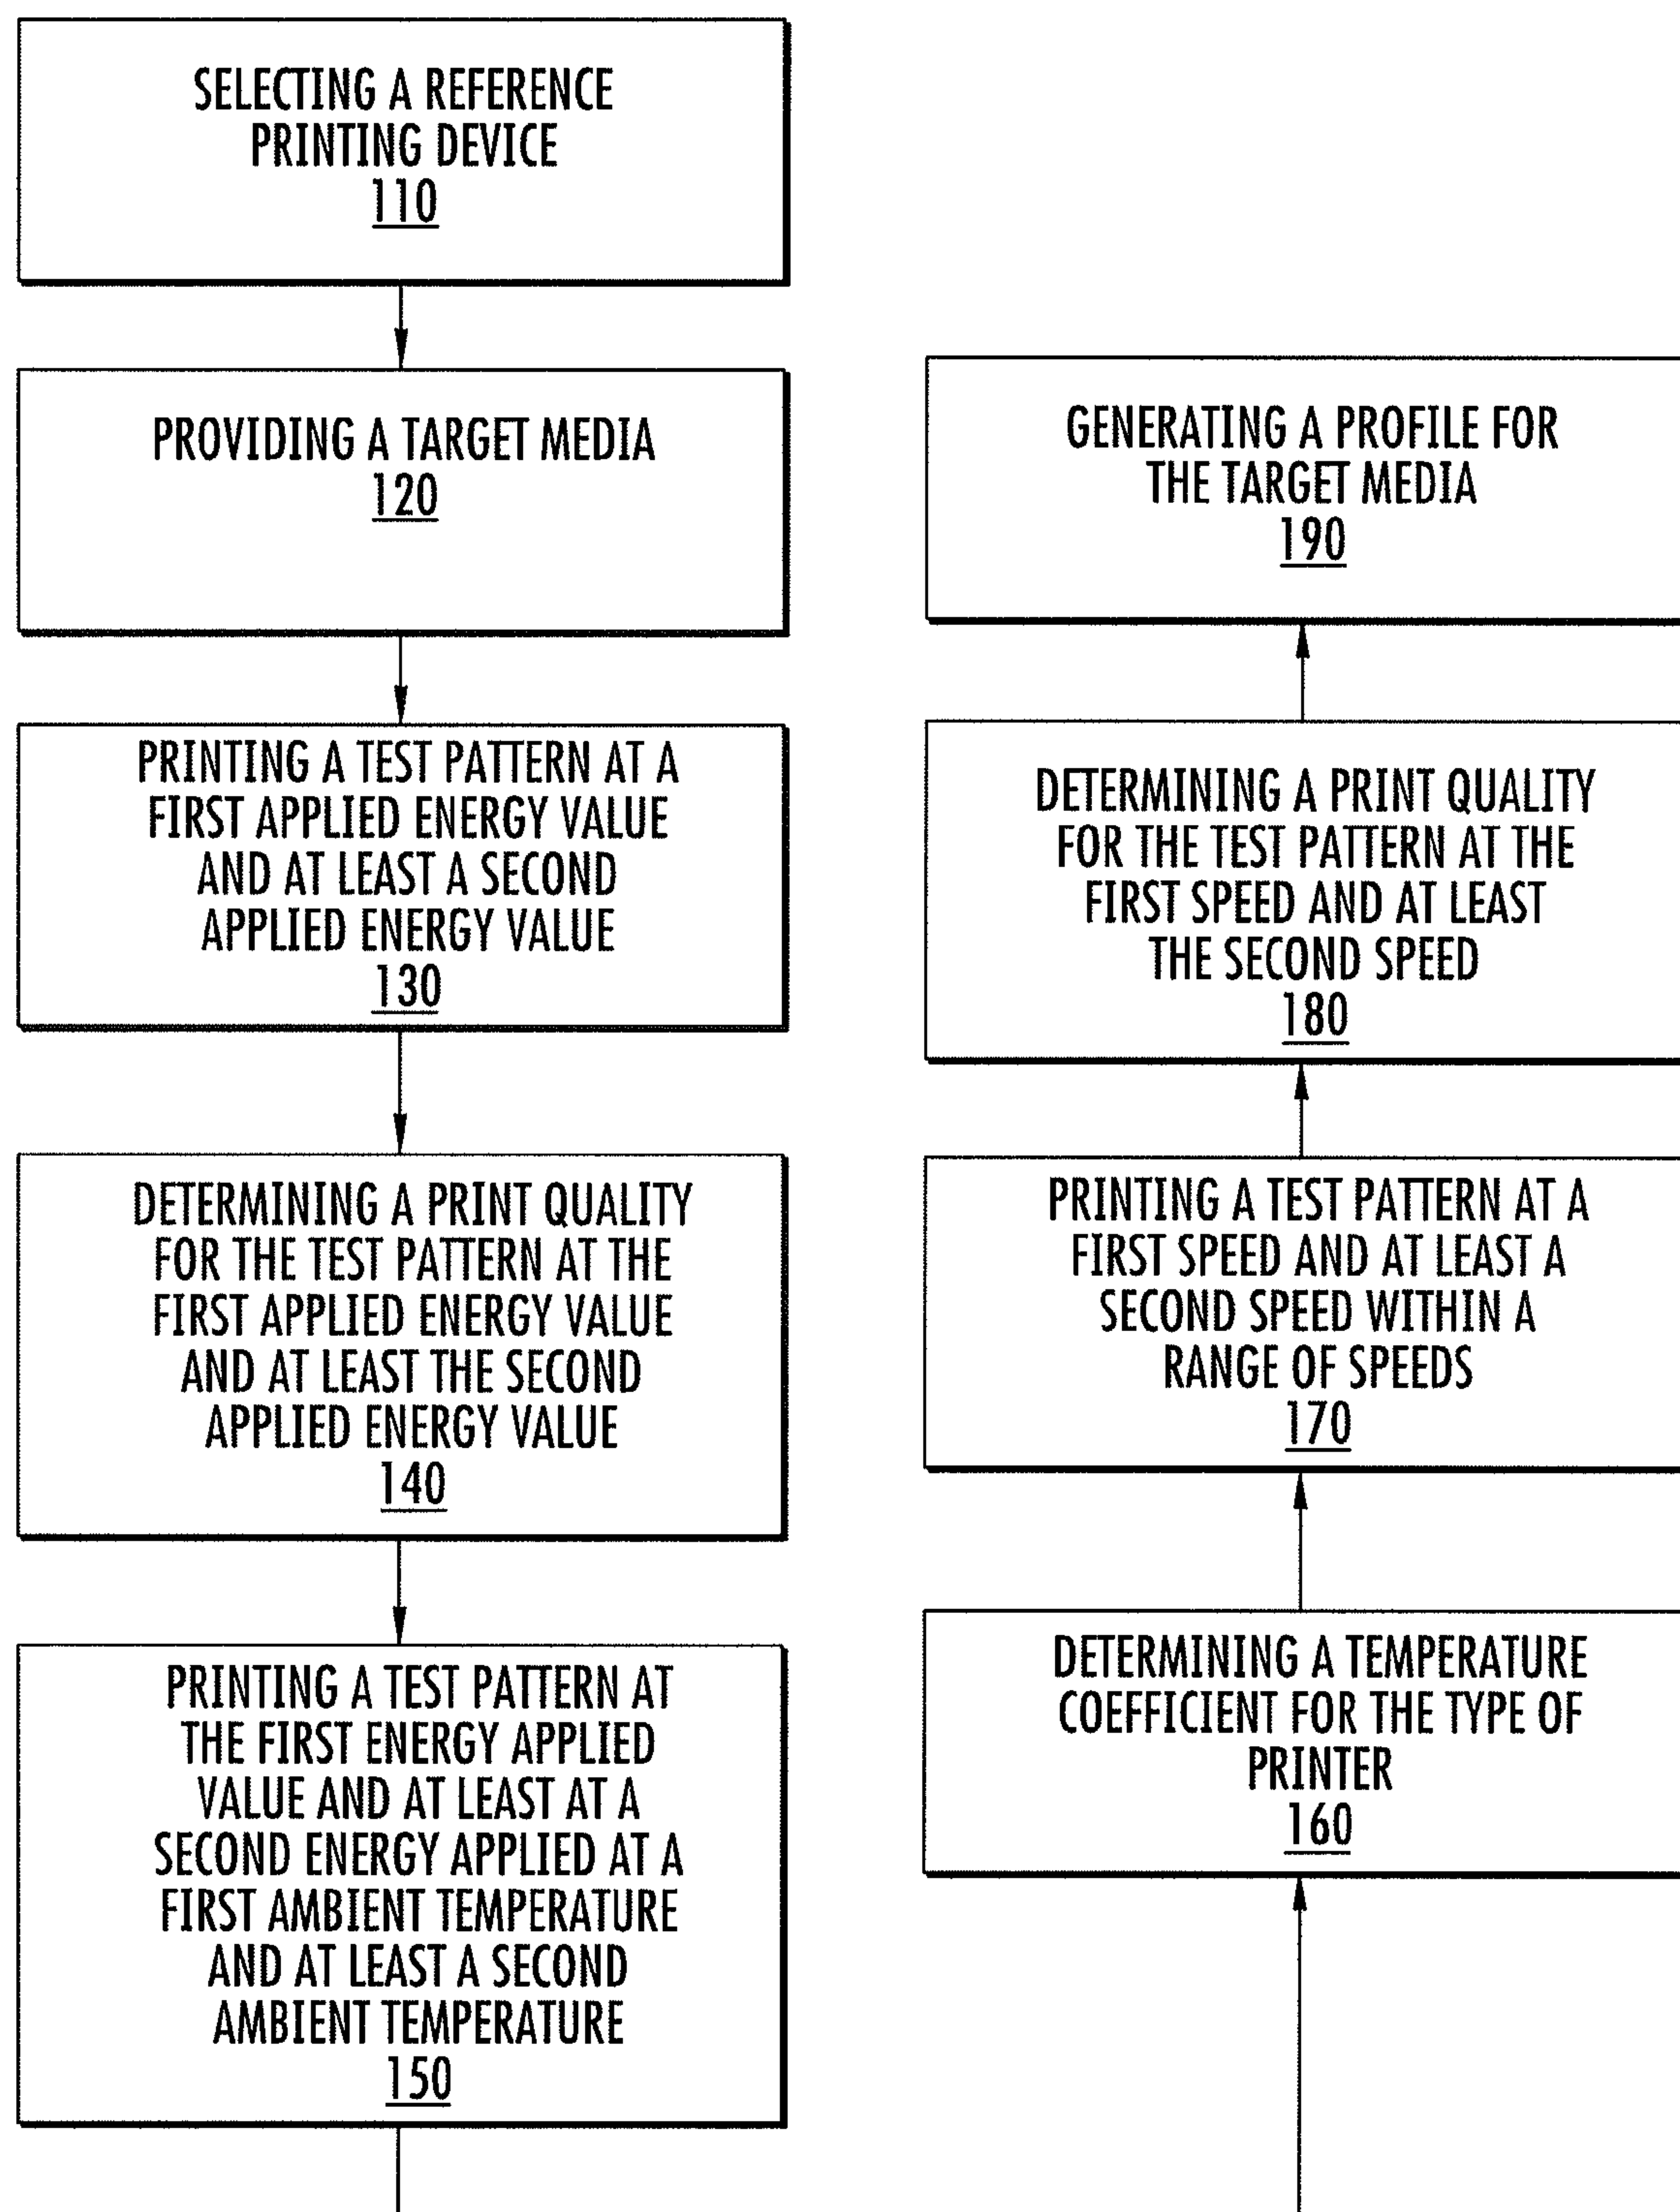 SELECTING A REFERENCE
PRINTING DEVICE
110
PROVIDING A TARGET MEDIA
120
PRINTING A TEST PATTERN AT A
FIRST APPLIED ENERGY VALUE
AND AT LEAST A SECOND
APPLIED ENERGY VALUE
130
DETERMINING A PRINT QUALITY
FOR THE TEST PATTERN AT THE
FIRST APPLIED ENERGY VALUE
AND AT LEAST THE SECOND
APPLIED ENERGY VALUE
140
PRINTING A TEST PATTERN AT
THE FIRST ENERGY APPLIED
VALUE AND AT LEAST AT A
SECOND ENERGY APPLIED AT A
FIRST AMBIENT TEMPERATURE
AND AT LEAST A SECOND
AMBIENT TEMPERATURE
150
DETERMINING A TEMPERATURE
COEFFICIENT FOR THE TYPE OF
PRINTER
160
PRINTING A TEST PATTERN AT A
FIRST SPEED AND AT LEAST A
SECOND SPEED WITHIN A
RANGE OF SPEEDS
170
DETERMINING A PRINT QUALITY
FOR THE TEST PATTERN AT THE
FIRST SPEED AND AT LEAST
THE SECOND SPEED
180
GENERATING A PROFILE FOR
THE TARGET MEDIA
190